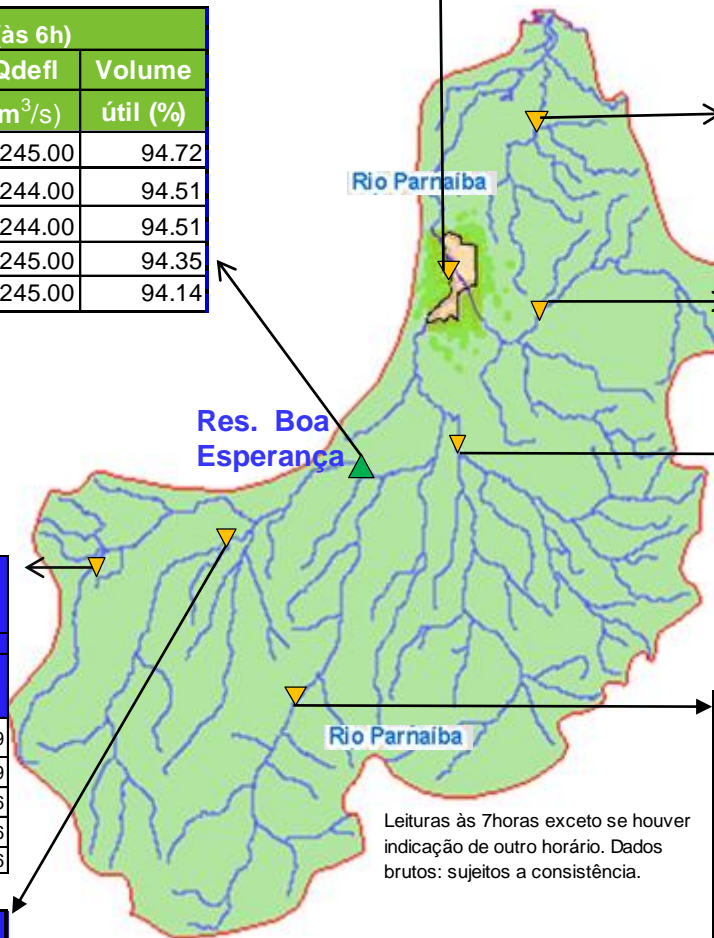 (às 6h)
Qdefl Volume
m³/s) útil (%)
245.00 94.72
244.00 94.51
244.00 94.51
245.00 94.35
245.00 94.14
Rio Parnaíba
Res. Boa
Esperança
Rio Parnaíba
Leituras às 7horas exceto se houver
indicação de outro horário. Dados
brutos: sujeitos a consistência.